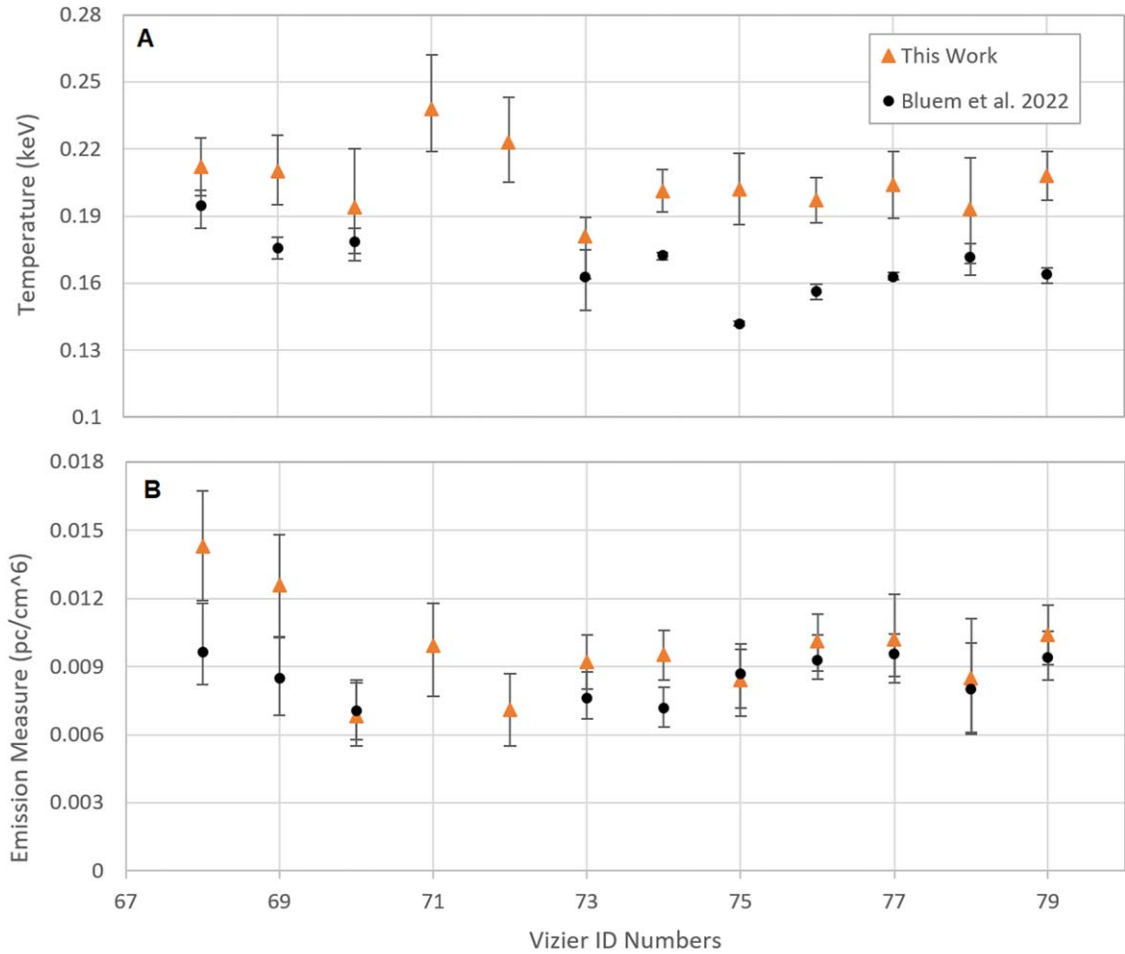 A
This Work
Bluem et al. 2022
Temperature (keV)
0.28
0.25
0.22
0.19
0.16
0.13
0.1
B
Emission Measure (pc/cm^6)
0.018
0.015
0.012
0.009
0.006
0.003
0
67 69 71 73 75 77 79
Vizier ID Numbers